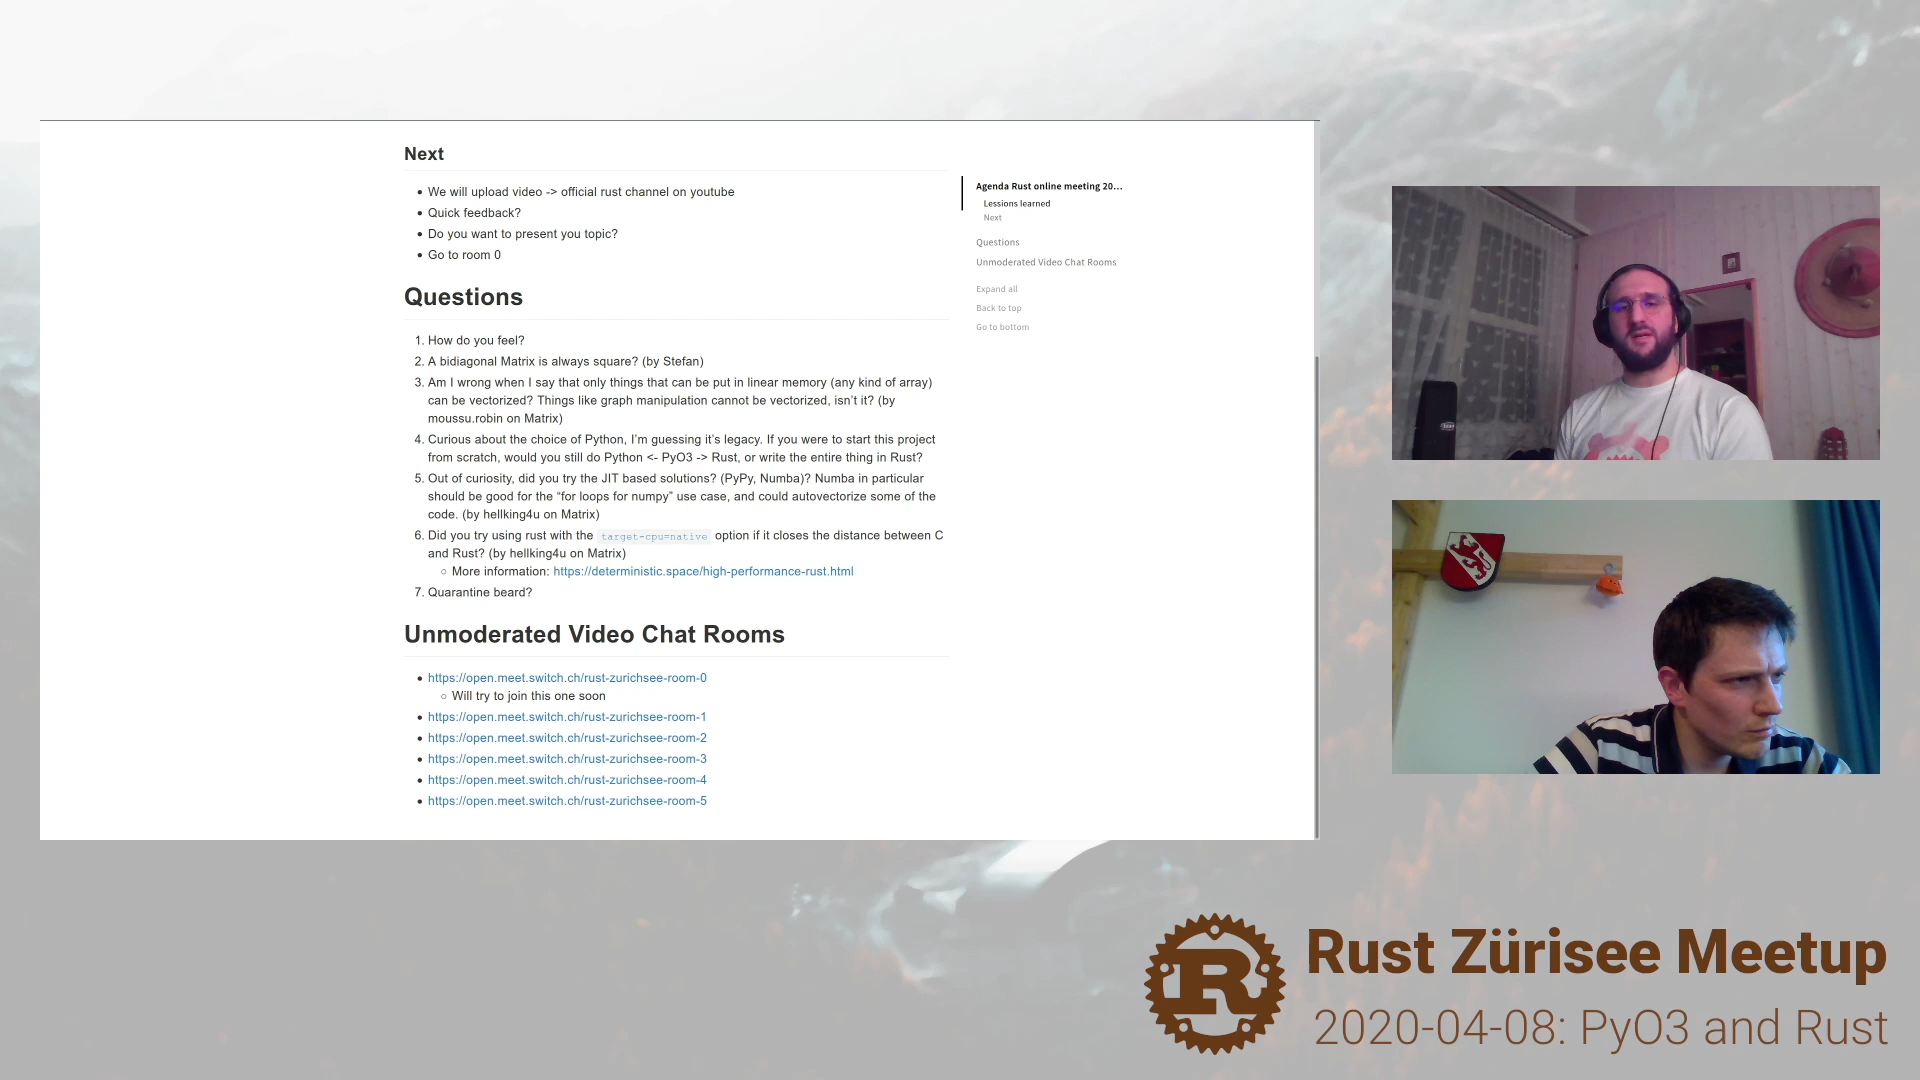 Next
We will upload video -> official rust channel on youtube
Quick feedback?
Do you want to present you topic?
Go to room 0
Questions
1. How do you feel?
2. A bidiagonal Matrix is always square? (by Stefan)
3. Am I wrong when I say that only things that can be put in linear memory (any kind of array)
can be vectorized? Things like graph manipulation cannot be vectorized, isn't it? (by
moussu.robin on Matrix)
4. Curious about the choice of Python, I'm guessing it's legacy. If you were to start this project
from scratch, would you still do Python <- PyO3 -> Rust, or write the entire thing in Rust?
5. Out of curiosity, did you try the JIT based solutions? (PyPy, Numba)? Numba in particular
should be good for the “for loops for numpy” use case, and could autovectorize some of the
code. (by hellking4u on Matrix)
6. Did you try using rust with the target-cpu=native option if it closes the distance between C
and Rust? (by hellking4u on Matrix)
More information: https://deterministic.space/high-performance-rust.html
7. Quarantine beard?
Unmoderated Video Chat Rooms
https://open.meet.switch.ch/rust-zurichsee-room-0
Will try to join this one soon
https://open.meet.switch.ch/rust-zurichsee-room-1
https://open.meet.switch.ch/rust-zurichsee-room-2
https://open.meet.switch.ch/rust-zurichsee-room-3
https://open.meet.switch.ch/rust-zurichsee-room-4
https://open.meet.switch.ch/rust-zurichsee-room-5
Agenda Rust online meeting 20...
Lessions learned
Next
Questions
Unmoderated Video Chat Rooms
Expand all
Back to top
Go to bottom
R
Rust Zürisee Meetup
2020-04-08: PyO3 and Rust